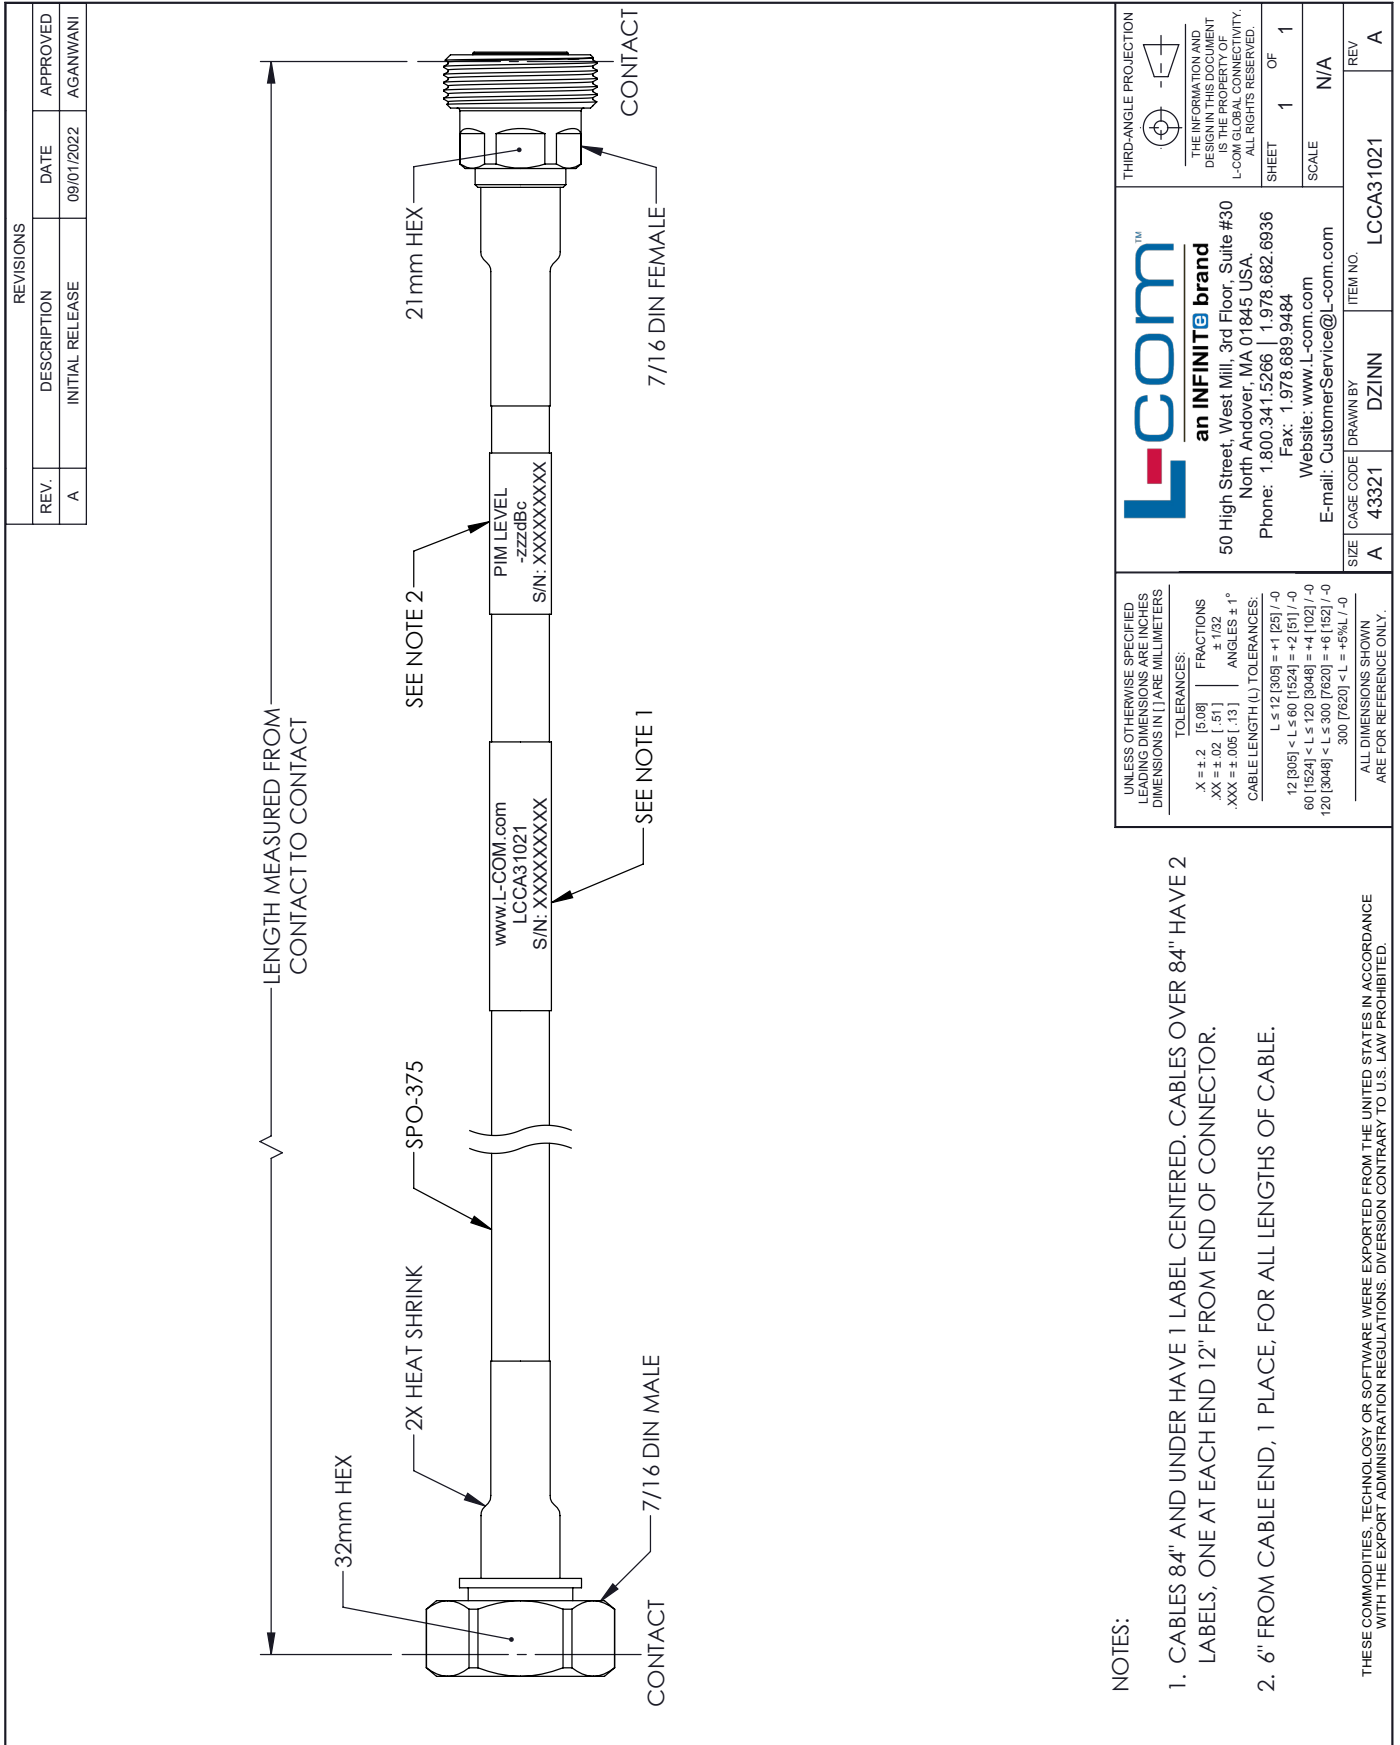 REVISIONS
REV.
DESCRIPTION
DATE
APPROVED
A
INITIAL RELEASE
09/01/2022
AGANWANI
LENGTH MEASURED FROM
CONTACT TO CONTACT
32mm HEX
2X HEAT SHRINK
SPO-375
SEE NOTE 2
21mm HEX
www.L-COM.com
LCCA31021
S/N: XXXXXXXXX
PIM LEVEL
-zzzdBc
S/N: XXXXXXXXX
CONTACT
7/16 DIN MALE
SEE NOTE 1
7/16 DIN FEMALE
CONTACT
NOTES:
1. CABLES 84" AND UNDER HAVE 1 LABEL CENTERED. CABLES OVER 84" HAVE 2
LABELS, ONE AT EACH END 12" FROM END OF CONNECTOR.
2. 6" FROM CABLE END, 1 PLACE, FOR ALL LENGTHS OF CABLE.
THESE COMMODITIES, TECHNOLOGY OR SOFTWARE WERE EXPORTED FROM THE UNITED STATES IN ACCORDANCE
WITH THE EXPORT ADMINISTRATION REGULATIONS. DIVERSION CONTRARY TO U.S. LAW PROHIBITED.
UNLESS OTHERWISE SPECIFIED
LEADING DIMENSIONS ARE INCHES
DIMENSIONS IN [ ] ARE MILLIMETERS
TOLERANCES:
.X = ±.2 [5.08]
FRACTIONS
.XX = ±.02 [ .51]
± 1/32
.XXX = ±.005 [ .13]
ANGLES ± 1°
CABLE LENGTH (L) TOLERANCES:
L ≤ 12 [305] = +1 [25] / -0
12 [305] < L ≤ 60 [1524] = +2 [51] / -0
60 [1524] < L ≤ 120 [3048] = +4 [102] / -0
120 [3048] < L ≤ 300 [7620] = +6 [152] / -0
300 [7620] < L = +5%L / -0
ALL DIMENSIONS SHOWN
ARE FOR REFERENCE ONLY.
L-com™
an INFINITe brand
50 High Street, West Mill, 3rd Floor, Suite #30
North Andover, MA 01845 USA.
Phone: 1.800.341.5266 | 1.978.682.6936
Fax: 1.978.689.9484
Website: www.L-com.com
E-mail: CustomerService@L-com.com
THIRD-ANGLE PROJECTION
THE INFORMATION AND
DESIGN IN THIS DOCUMENT
IS THE PROPERTY OF
L-COM GLOBAL CONNECTIVITY.
ALL RIGHTS RESERVED.
SHEET
1 OF 1
SCALE
N/A
SIZE
A
CAGE CODE
43321
DRAWN BY
DZINN
ITEM NO.
LCCA31021
REV
A